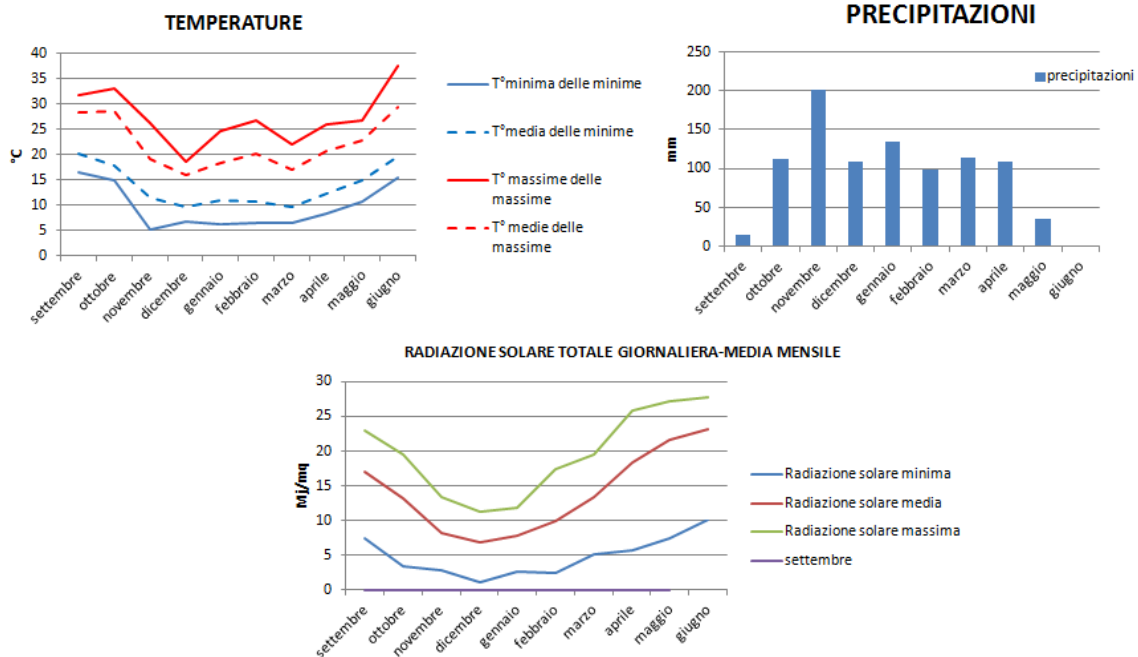 TEMPERATURE
40
35
30
25
20
15
10
5
0
°C
settembre
ottobre
novembre
dicembre
gennaio
febbraio
marzo
aprile
maggio
giugno
T°minima delle minime
T°media delle minime
T° massime delle
massime
T° medie delle
massime
PRECIPITAZIONI
250
200
150
100
50
0
mm
precipitazioni
settembre
ottobre
novembre
dicembre
gennaio
febbraio
marzo
aprile
maggio
giugno
RADIAZIONE SOLARE TOTALE GIORNALIERA-MEDIA MENSILE
30
25
20
15
10
5
0
Mj/mq
settembre
ottobre
novembre
dicembre
gennaio
febbraio
marzo
aprile
maggio
giugno
Radiazione solare minima
Radiazione solare media
Radiazione solare massima
settembre